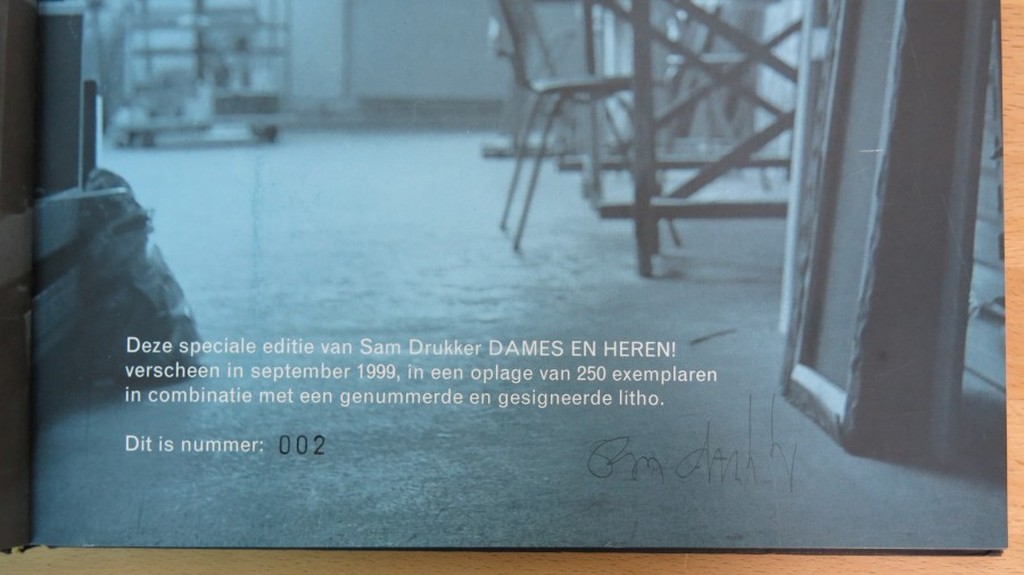 Deze speciale editie van Sam Drukker DAMES EN HEREN!
verscheen in september 1999, in een oplage van 250 exemplaren
in combinatie met een genummerde en gesigneerde litho.
Dit is nummer: 002